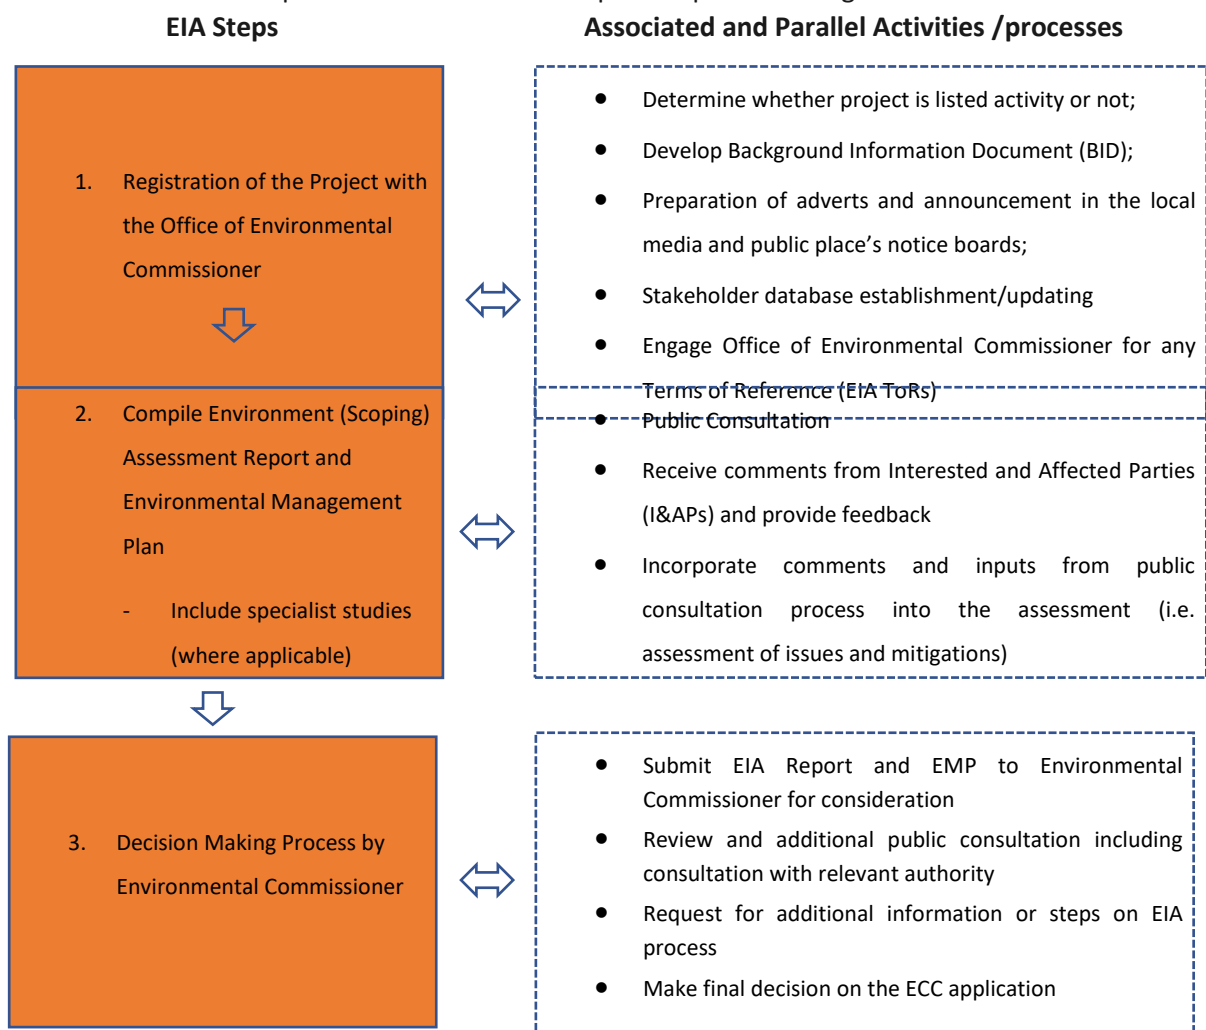 EIA Steps
Associated and Parallel Activities /processes
1. Registration of the Project with
the Office of Environmental
Commissioner
● Determine whether project is listed activity or not;
● Develop Background Information Document (BID);
● Preparation of adverts and announcement in the local
media and public place’s notice boards;
● Stakeholder database establishment/updating
● Engage Office of Environmental Commissioner for any
Terms of Reference (EIA ToRs)
2. Compile Environment (Scoping)
Assessment Report and
Environmental Management
Plan
- Include specialist studies
(where applicable)
● Public Consultation
● Receive comments from Interested and Affected Parties
(I&APs) and provide feedback
● Incorporate comments and inputs from public
consultation process into the assessment (i.e.
assessment of issues and mitigations)
3. Decision Making Process by
Environmental Commissioner
● Submit EIA Report and EMP to Environmental
Commissioner for consideration
● Review and additional public consultation including
consultation with relevant authority
● Request for additional information or steps on EIA
process
● Make final decision on the ECC application